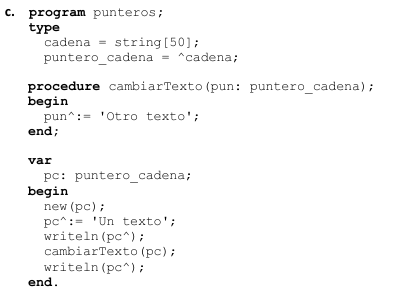 c. program punteros;
type
cadena = string[50];
puntero_cadena = ^cadena;
procedure cambiarTexto(pun: puntero_cadena);
begin
pun^:= 'Otro texto';
end;
var
pc: puntero_cadena;
begin
new(pc);
pc^:= 'Un texto';
writeln(pc^);
cambiarTexto(pc);
writeln(pc^);
end.